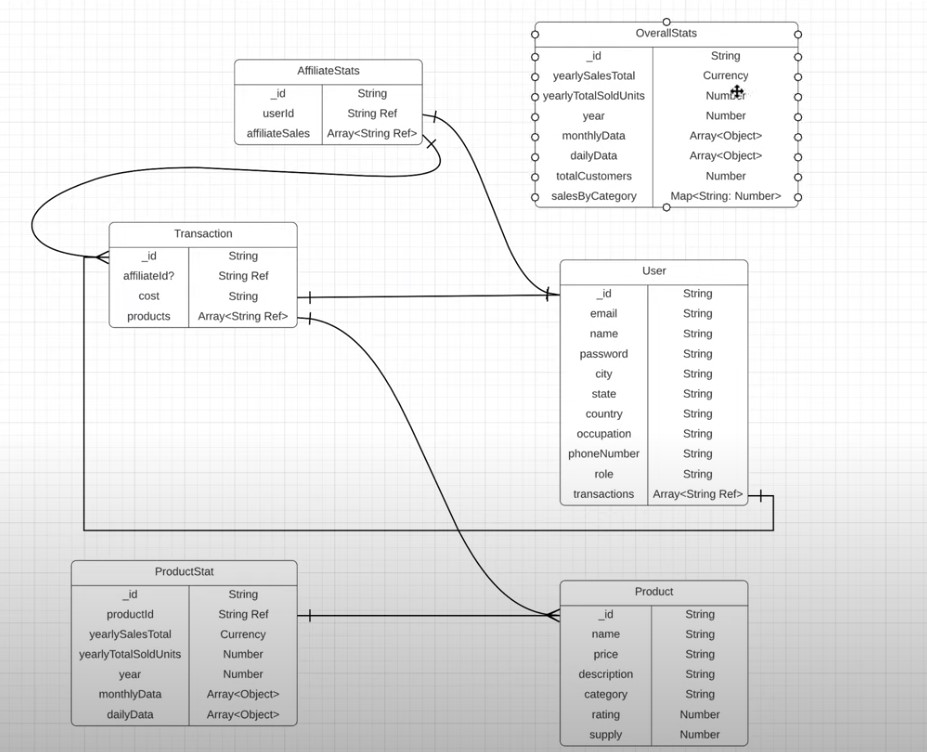 OverallStats
_id String
yearlySalesTotal Currency
yearlyTotalSoldUnits Number
year Number
monthlyData Array<Object>
dailyData Array<Object>
totalCustomers Number
salesByCategory Map<String: Number>
AffiliateStats
_id String
userId String Ref
affiliateSales Array<String Ref>
Transaction
_id String
affiliateId? String Ref
cost String
products Array<String Ref>
User
_id String
email String
name String
password String
city String
state String
country String
occupation String
phoneNumber String
role String
transactions Array<String Ref>
ProductStat
_id String
productId String Ref
yearlySalesTotal Currency
yearlyTotalSoldUnits Number
year Number
monthlyData Array<Object>
dailyData Array<Object>
Product
_id String
name String
price String
description String
category String
rating Number
supply Number